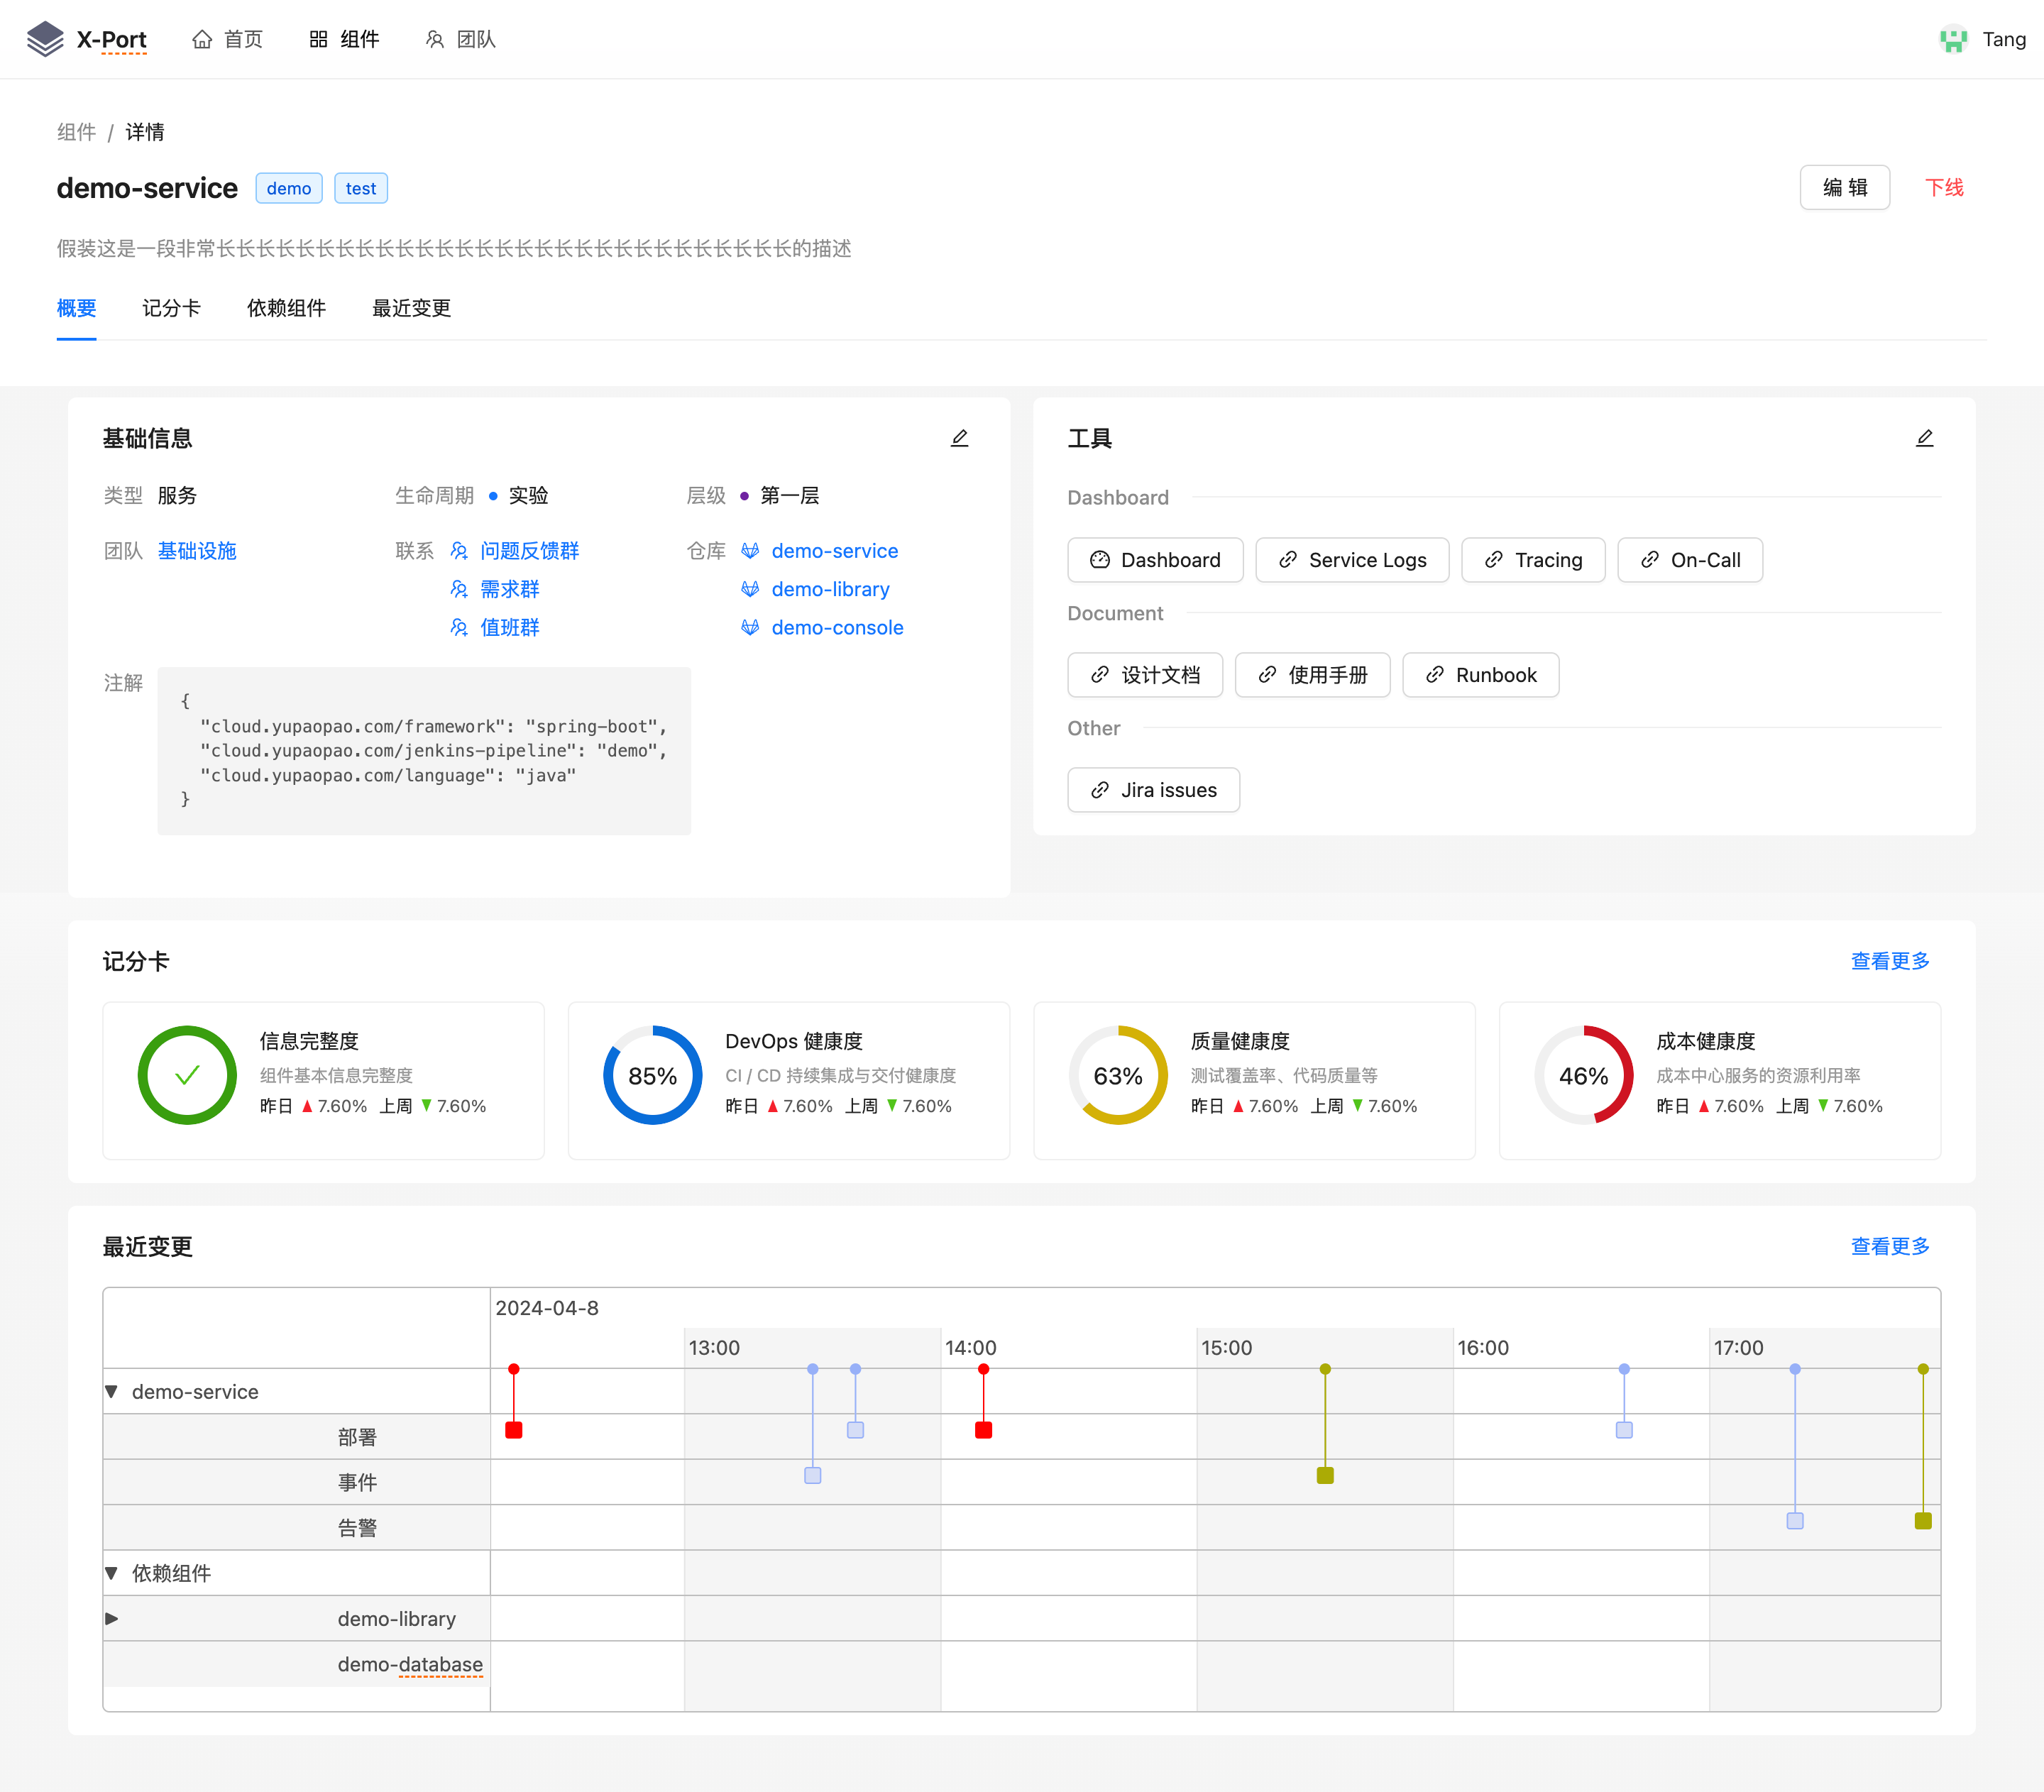 X-Port
首页
组件
团队
Tang
组件 / 详情
demo-service
demo
test
编 辑
下线
假装这是一段非常长长长长长长长长长长长长长长长长长长长长长长长长长长长长长的描述
概要
记分卡
依赖组件
最近变更
基础信息
类型 服务
生命周期 实验
层级 第一层
团队 基础设施
联系 问题反馈群
需求群
值班群
仓库 demo-service
demo-library
demo-console
注解
{
"cloud.yupaopao.com/framework": "spring-boot",
"cloud.yupaopao.com/jenkins-pipeline": "demo",
"cloud.yupaopao.com/language": "java"
}
工具
Dashboard
Dashboard
Service Logs
Tracing
On-Call
Document
设计文档
使用手册
Runbook
Other
Jira issues
记分卡
查看更多
信息完整度
组件基本信息完整度
昨日 ▲ 7.60% 上周 ▼ 7.60%
85%
DevOps 健康度
CI / CD 持续集成与交付健康度
昨日 ▲ 7.60% 上周 ▼ 7.60%
63%
质量健康度
测试覆盖率、代码质量等
昨日 ▲ 7.60% 上周 ▼ 7.60%
46%
成本健康度
成本中心服务的资源利用率
昨日 ▲ 7.60% 上周 ▼ 7.60%
最近变更
查看更多
2024-04-8
13:00
14:00
15:00
16:00
17:00
demo-service
部署
事件
告警
依赖组件
demo-library
demo-database